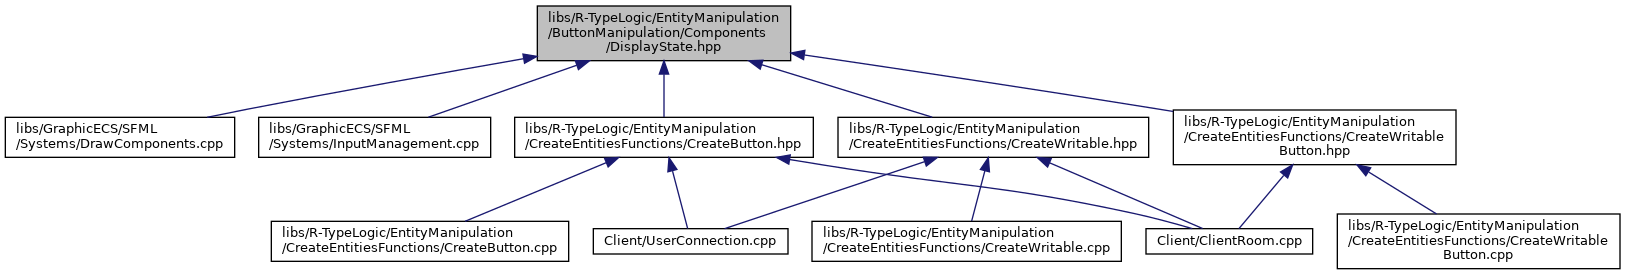 libs/R-TypeLogic/EntityManipulation
/ButtonManipulation/Components
/DisplayState.hpp
libs/GraphicECS/SFML
/Systems/DrawComponents.cpp
libs/GraphicECS/SFML
/Systems/InputManagement.cpp
libs/R-TypeLogic/EntityManipulation
/CreateEntitiesFunctions/CreateButton.hpp
libs/R-TypeLogic/EntityManipulation
/CreateEntitiesFunctions/CreateWritable.hpp
libs/R-TypeLogic/EntityManipulation
/CreateEntitiesFunctions/CreateWritable
Button.hpp
libs/R-TypeLogic/EntityManipulation
/CreateEntitiesFunctions/CreateButton.cpp
Client/UserConnection.cpp
libs/R-TypeLogic/EntityManipulation
/CreateEntitiesFunctions/CreateWritable.cpp
Client/ClientRoom.cpp
libs/R-TypeLogic/EntityManipulation
/CreateEntitiesFunctions/CreateWritable
Button.cpp